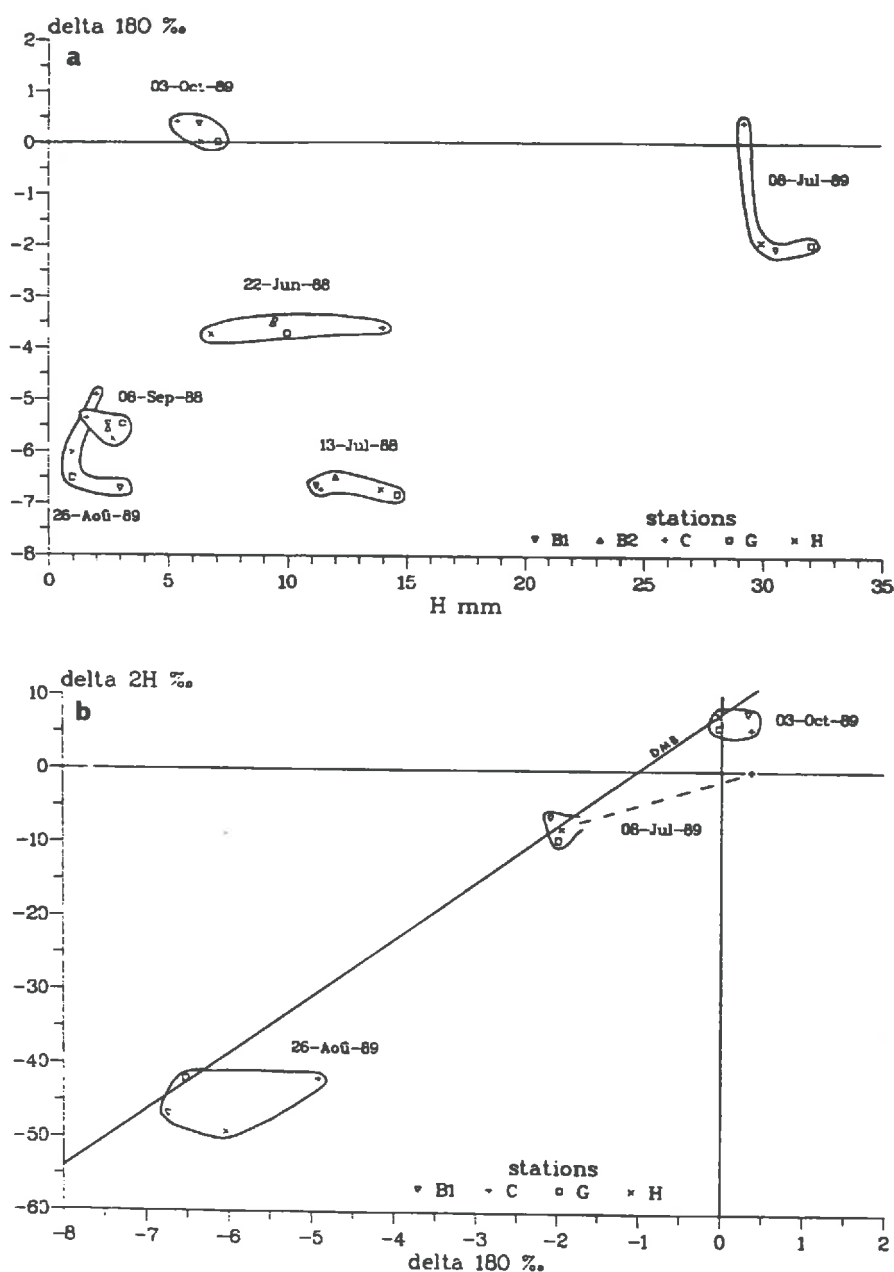 delta 180 ‰
a
2
1
0
-1
-2
-3
-4
-5
-6
-7
-8
03-Oct-89
08-Jul-89
22-Jun-88
08-Sep-88
13-Jul-88
26-Aoû-89
stations
B1 B2 C G H
0 5 10 15 20 25 30 35
H mm
delta 2H ‰
b
10
0
-10
-20
-30
-40
-50
-60
DMB
03-Oct-89
08-Jul-89
26-Aoû-89
stations
B1 C G H
-8 -7 -6 -5 -4 -3 -2 -1 0 1 2
delta 180 ‰